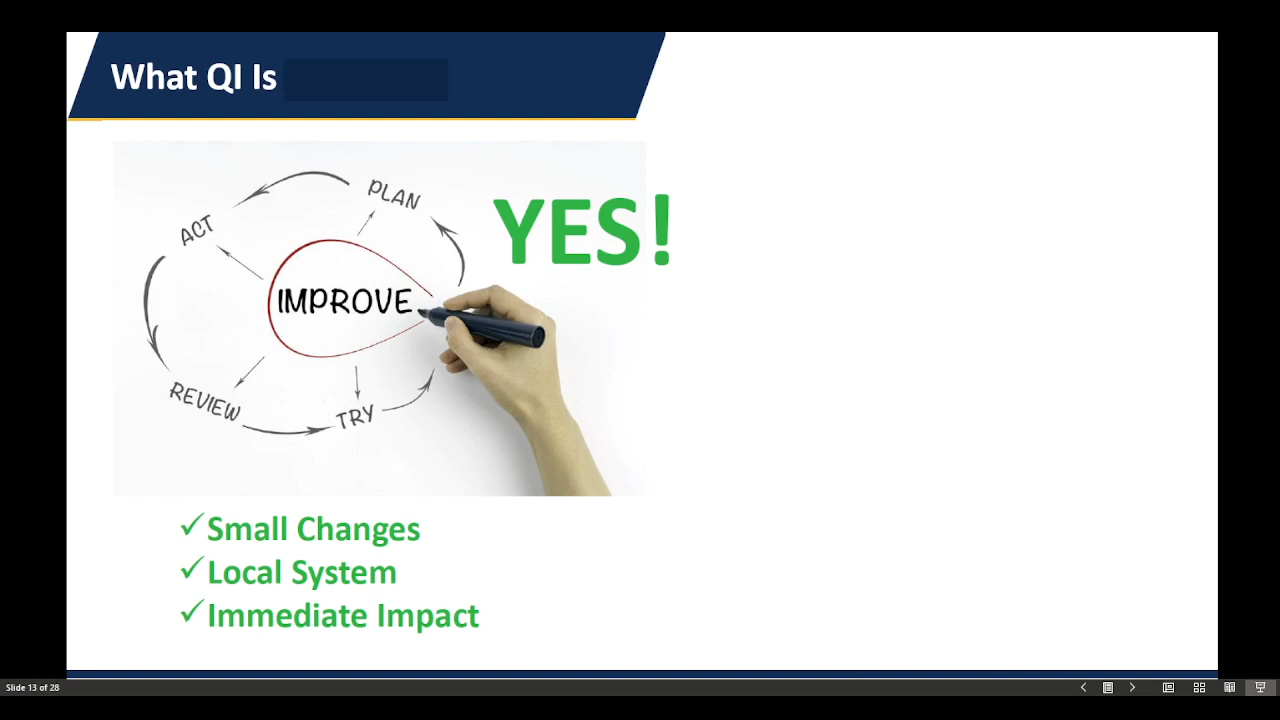 What QI Is
PLAN
ACT
YES!
IMPROVE
REVIEW
TRY
✓Small Changes
✓Local System
✓Immediate Impact
Slide 13 of 28